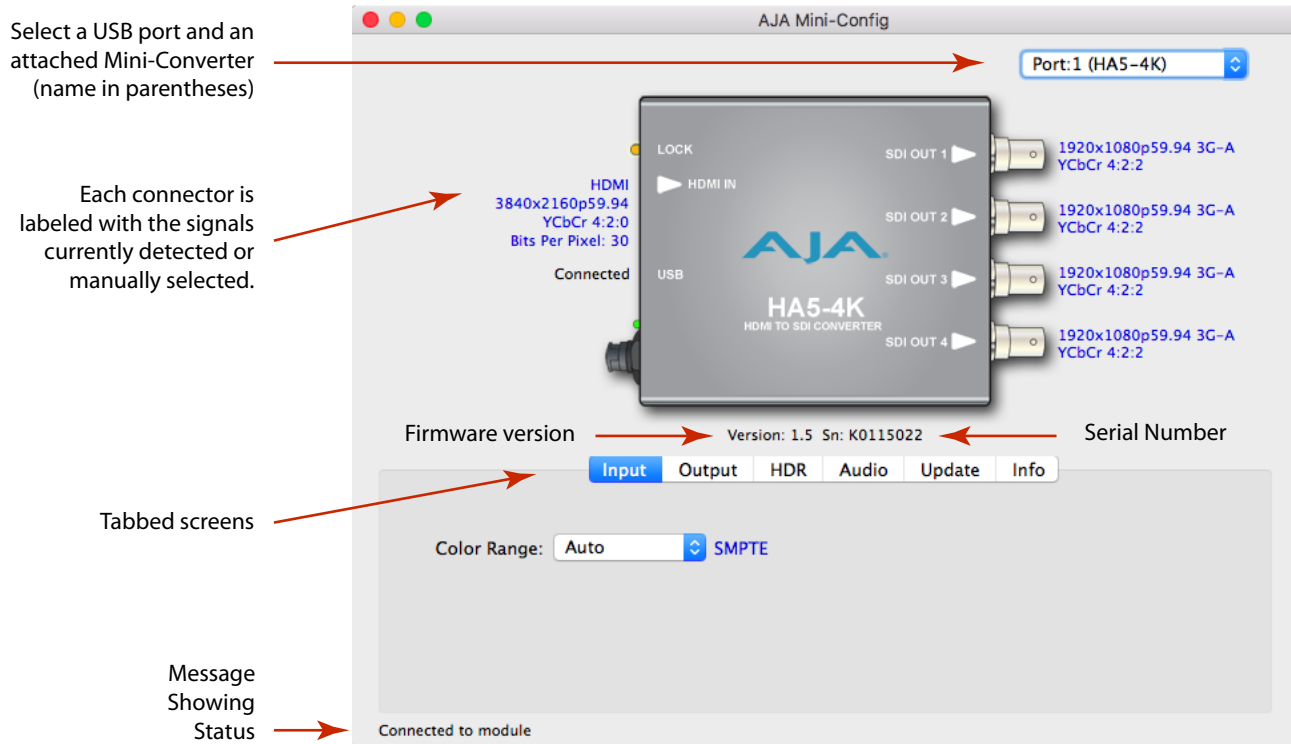 AJA Mini-Config
Select a USB port and an
attached Mini-Converter
(name in parentheses)
Port:1 (HA5-4K)
LOCK
HDMI IN
USB
SDI OUT 1
SDI OUT 2
SDI OUT 3
SDI OUT 4
AJA
HA5-4K
HDMI TO SDI CONVERTER
1920x1080p59.94 3G-A
YCbCr 4:2:2
1920x1080p59.94 3G-A
YCbCr 4:2:2
1920x1080p59.94 3G-A
YCbCr 4:2:2
1920x1080p59.94 3G-A
YCbCr 4:2:2
Each connector is
labeled with the signals
currently detected or
manually selected.
HDMI
3840x2160p59.94
YCbCr 4:2:0
Bits Per Pixel: 30
Connected
Firmware version
Version: 1.5 Sn: K0115022
Serial Number
Input Output HDR Audio Update Info
Tabbed screens
Color Range: Auto SMPTE
Message
Showing
Status
Connected to module